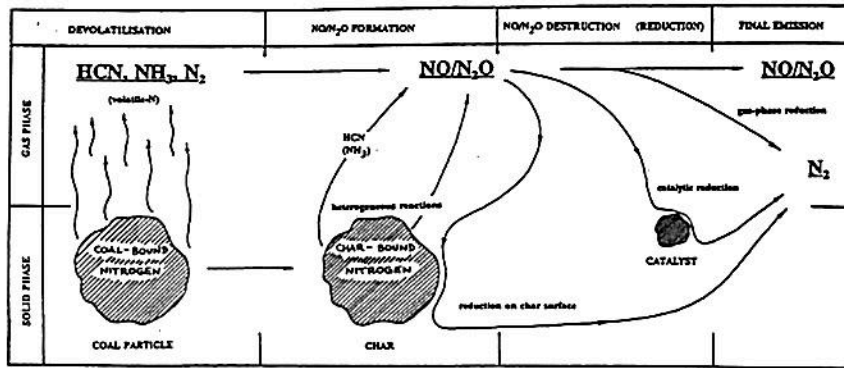 DEVOLATILISATION
NO/N₂O FORMATION
NO/N₂O DESTRUCTION (REDUCTION)
FINAL EMISSION
GAS PHASE
HCN, NH₃, N₂
(volatile-N)
NO/N₂O
NO/N₂O
gas-phase reduction
HCN
(NH₃)
N₂
catalytic reduction
heterogeneous reactions
SOLID PHASE
COAL-BOUND
NITROGEN
CHAR-BOUND
NITROGEN
CATALYST
reduction on char surface
COAL PARTICLE
CHAR